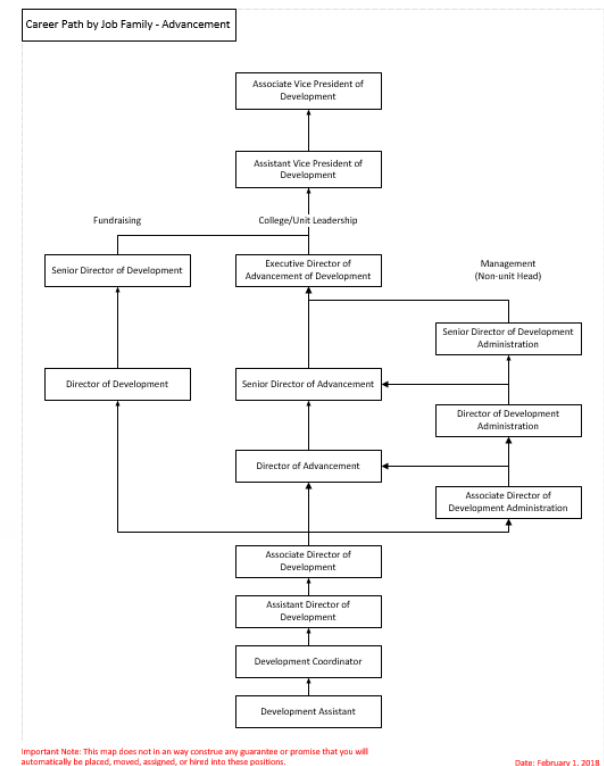 Career Path by Job Family - Advancement
Associate Vice President of
Development
Assistant Vice President of
Development
Fundraising
College/Unit Leadership
Senior Director of Development
Executive Director of
Advancement of Development
Management
(Non-unit Head)
Senior Director of Development
Administration
Director of Development
Senior Director of Advancement
Director of Development
Administration
Director of Advancement
Associate Director of
Development Administration
Associate Director of
Development
Assistant Director of
Development
Development Coordinator
Development Assistant
Important Note: This map does not in an way construe any guarantee or promise that you will
automatically be placed, moved, assigned, or hired into these positions.
Date: February 1, 2018